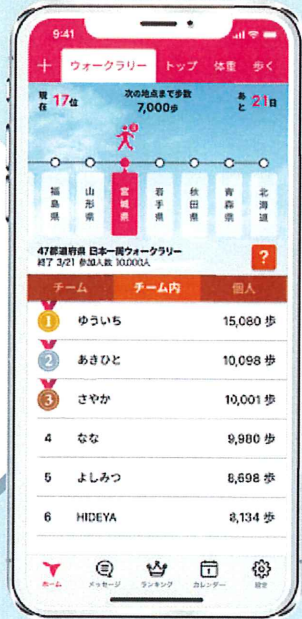 9:41
+ ウォークラリー トップ 体重 歩く
現在 17位 次の地点まで歩数 7,000歩 あと 21日
福島県 山形県 宮城県 岩手県 秋田県 青森県 北海道
47都道府県 日本一周ウォークラリー
終了 3/21 参加人数 10,000人
?
チーム チーム内 個人
1 ゆういち 15,080 歩
2 あきひと 10,098 歩
3 さやか 10,001 歩
4 なな 9,980 歩
5 よしみつ 8,698 歩
6 HIDEYA 8,134 歩
ホーム メッセージ ランキング カレンダー 設定